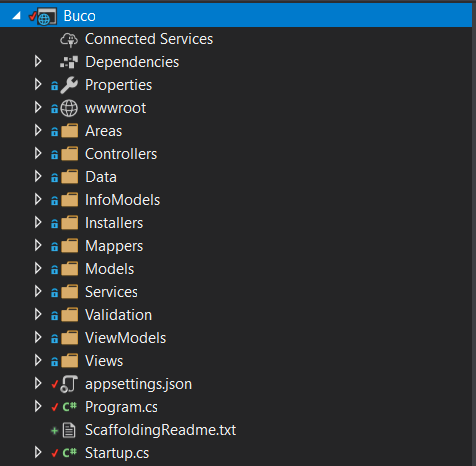 Buco
Connected Services
Dependencies
Properties
wwwroot
Areas
Controllers
Data
InfoModels
Installers
Mappers
Models
Services
Validation
ViewModels
Views
appsettings.json
C# Program.cs
ScaffoldingReadme.txt
C# Startup.cs